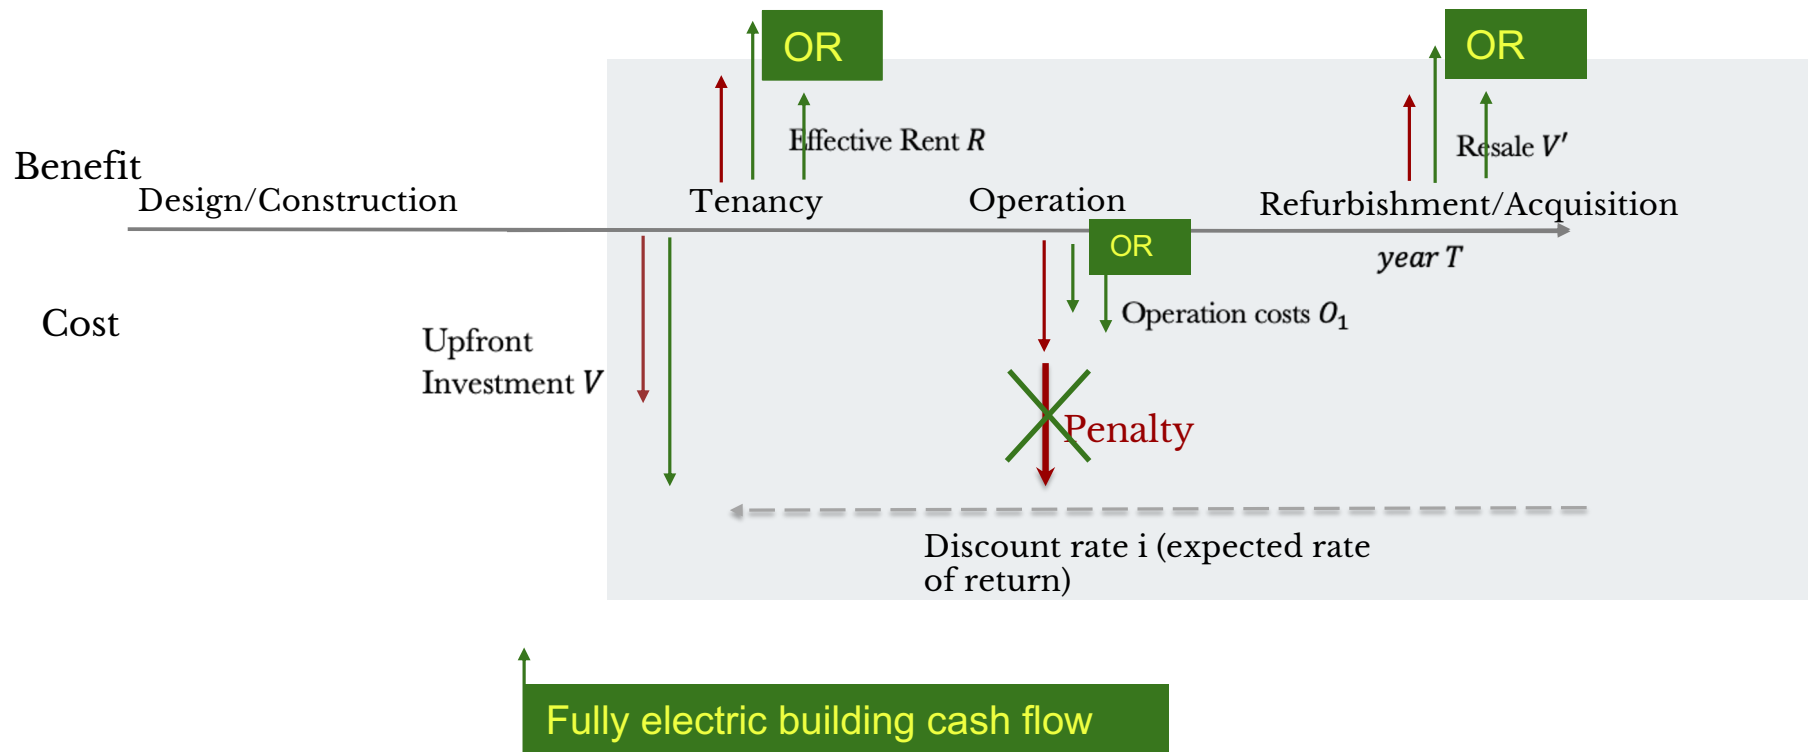 OR
OR
Effective Rent R
Resale V′
Benefit
Design/Construction
Tenancy
Operation
Refurbishment/Acquisition
OR
year T
Cost
Operation costs O₁
Upfront
Investment V
Penalty
Discount rate i (expected rate
of return)
Fully electric building cash flow